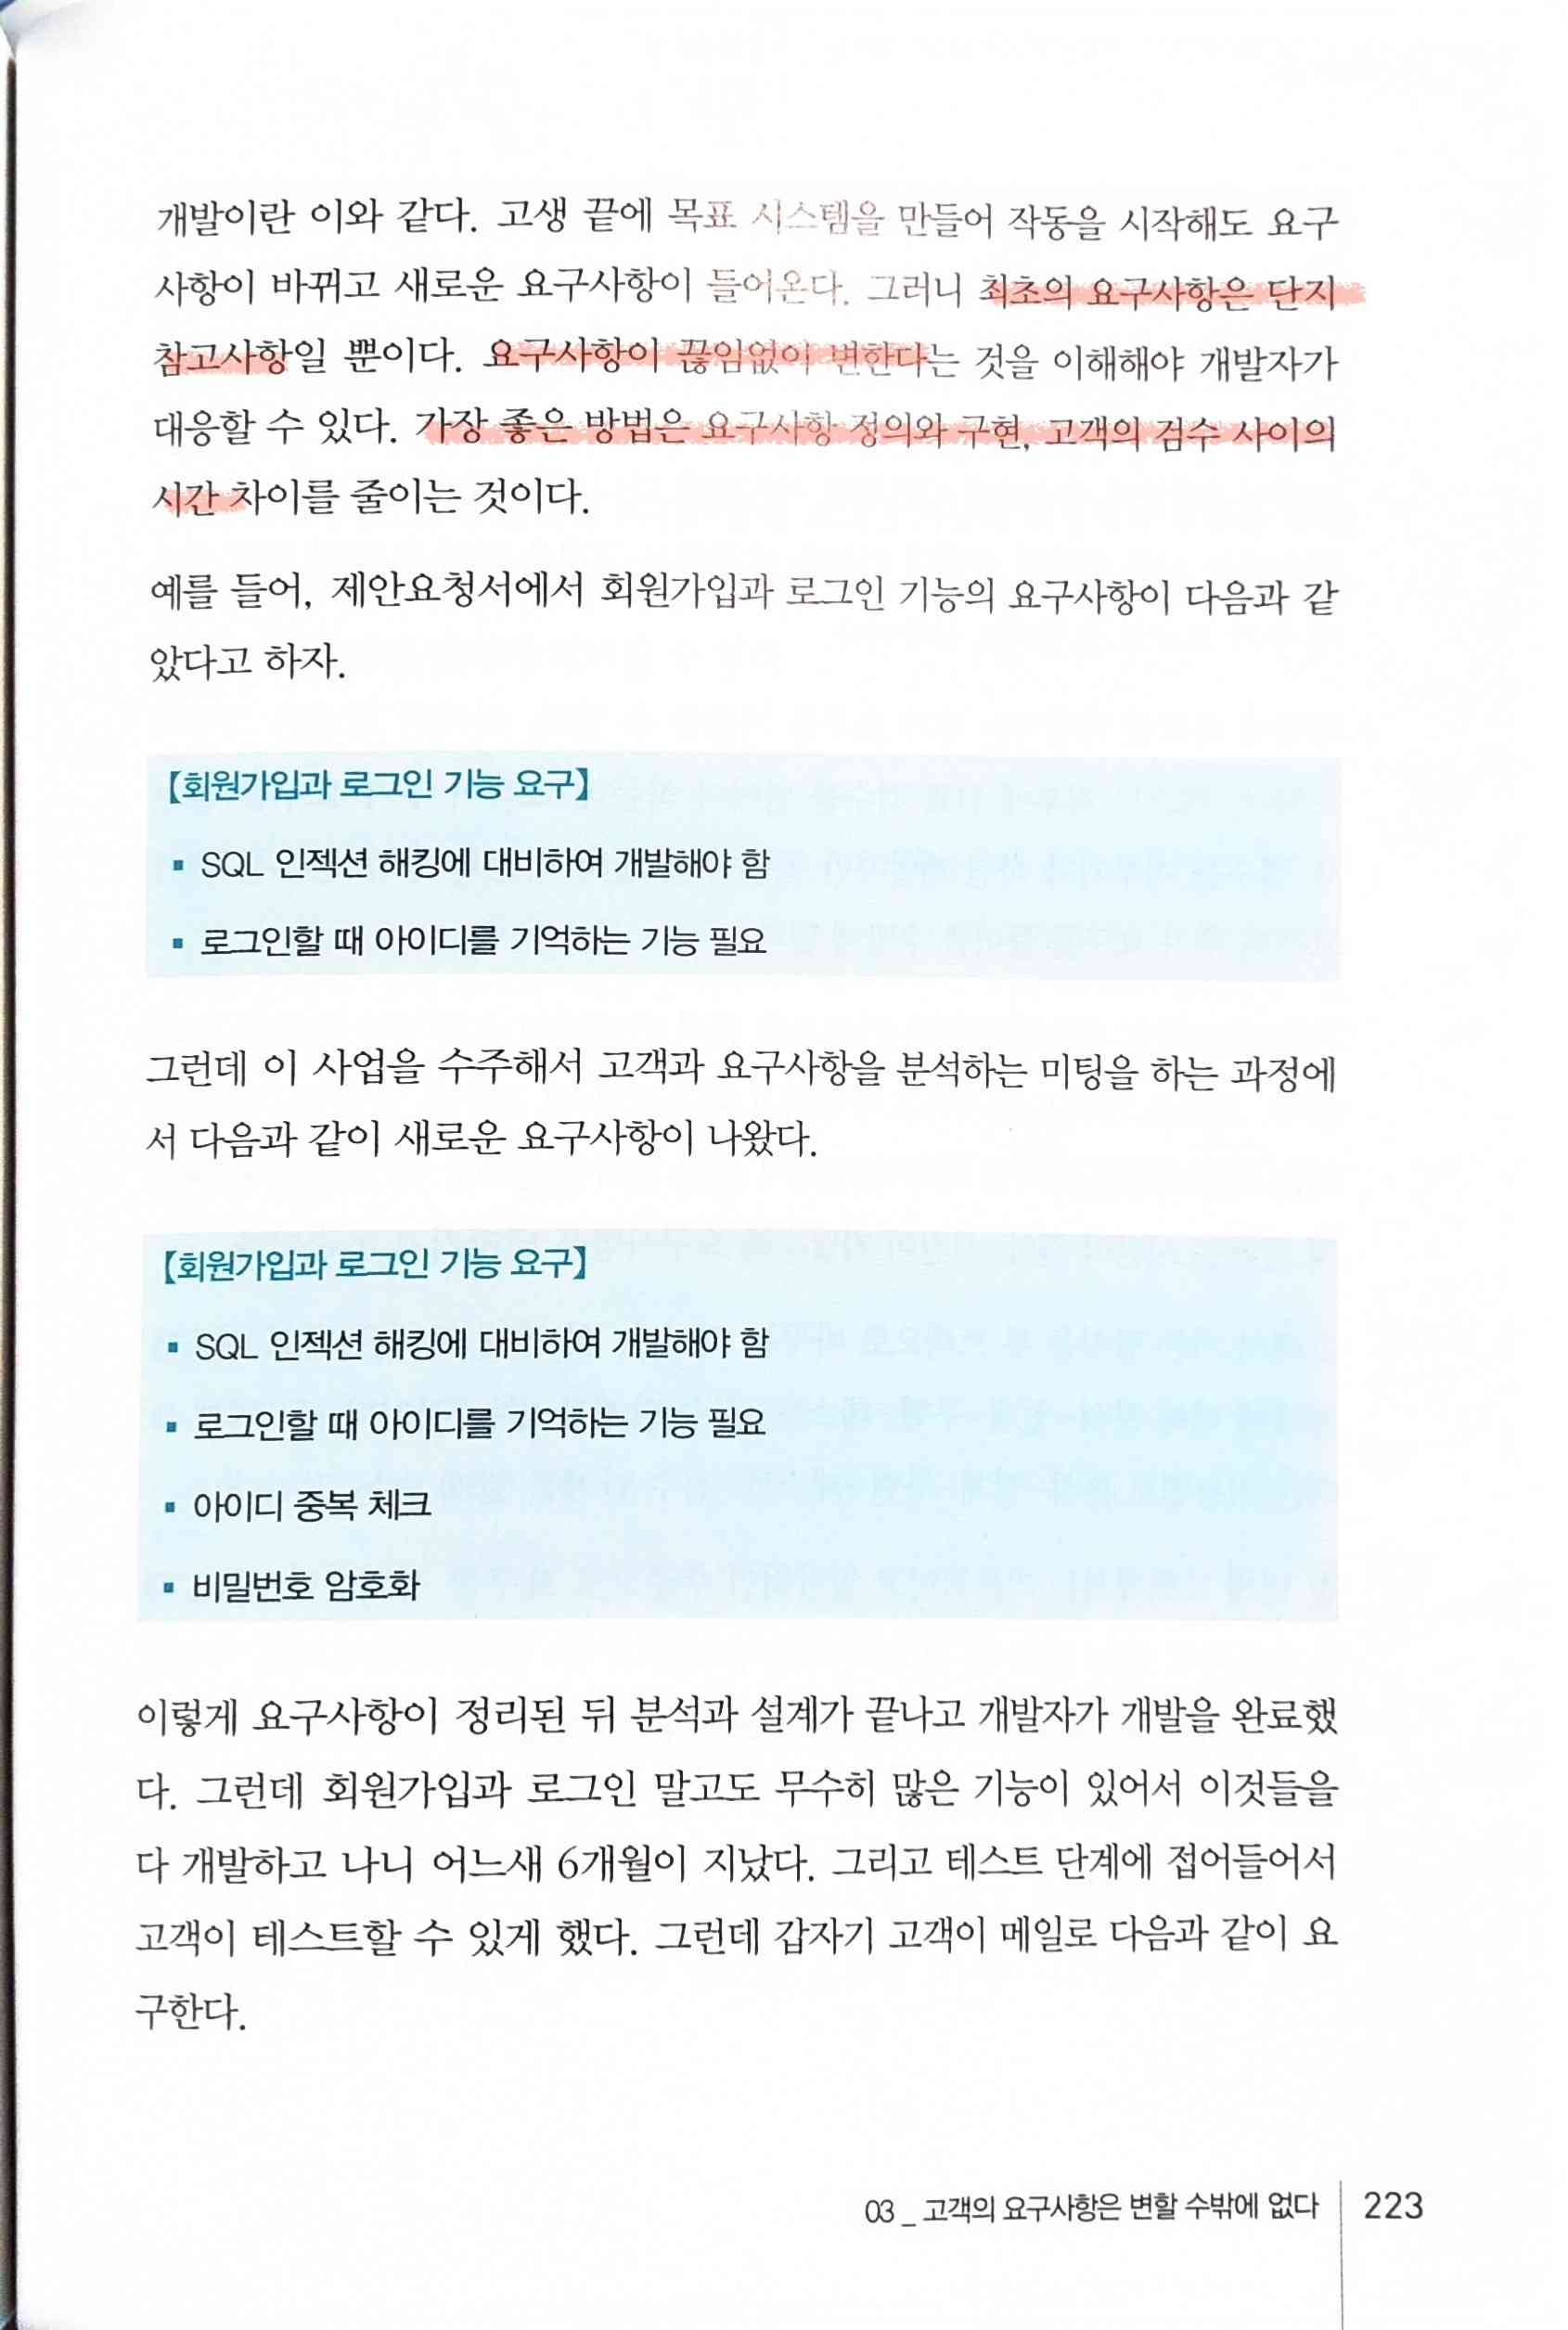 개발이란 이와 같다. 고생 끝에 목표 시스템을 만들어 작동을 시작해도 요구
사항이 바뀌고 새로운 요구사항이 들어온다. 그러니 최초의 요구사항은 단지
참고사항일 뿐이다. 요구사항이 끊임없이 변한다는 것을 이해해야 개발자가
대응할 수 있다. 가장 좋은 방법은 요구사항 정의와 구현, 고객의 검수 사이의
시간 차이를 줄이는 것이다.
예를 들어, 제안요청서에서 회원가입과 로그인 기능의 요구사항이 다음과 같
았다고 하자.
【회원가입과 로그인 기능 요구】
▪ SQL 인젝션 해킹에 대비하여 개발해야 함
▪ 로그인할 때 아이디를 기억하는 기능 필요
그런데 이 사업을 수주해서 고객과 요구사항을 분석하는 미팅을 하는 과정에
서 다음과 같이 새로운 요구사항이 나왔다.
【회원가입과 로그인 기능 요구】
▪ SQL 인젝션 해킹에 대비하여 개발해야 함
▪ 로그인할 때 아이디를 기억하는 기능 필요
▪ 아이디 중복 체크
▪ 비밀번호 암호화
이렇게 요구사항이 정리된 뒤 분석과 설계가 끝나고 개발자가 개발을 완료했
다. 그런데 회원가입과 로그인 말고도 무수히 많은 기능이 있어서 이것들을
다 개발하고 나니 어느새 6개월이 지났다. 그리고 테스트 단계에 접어들어서
고객이 테스트할 수 있게 했다. 그런데 갑자기 고객이 메일로 다음과 같이 요
구한다.
03 _ 고객의 요구사항은 변할 수밖에 없다 223